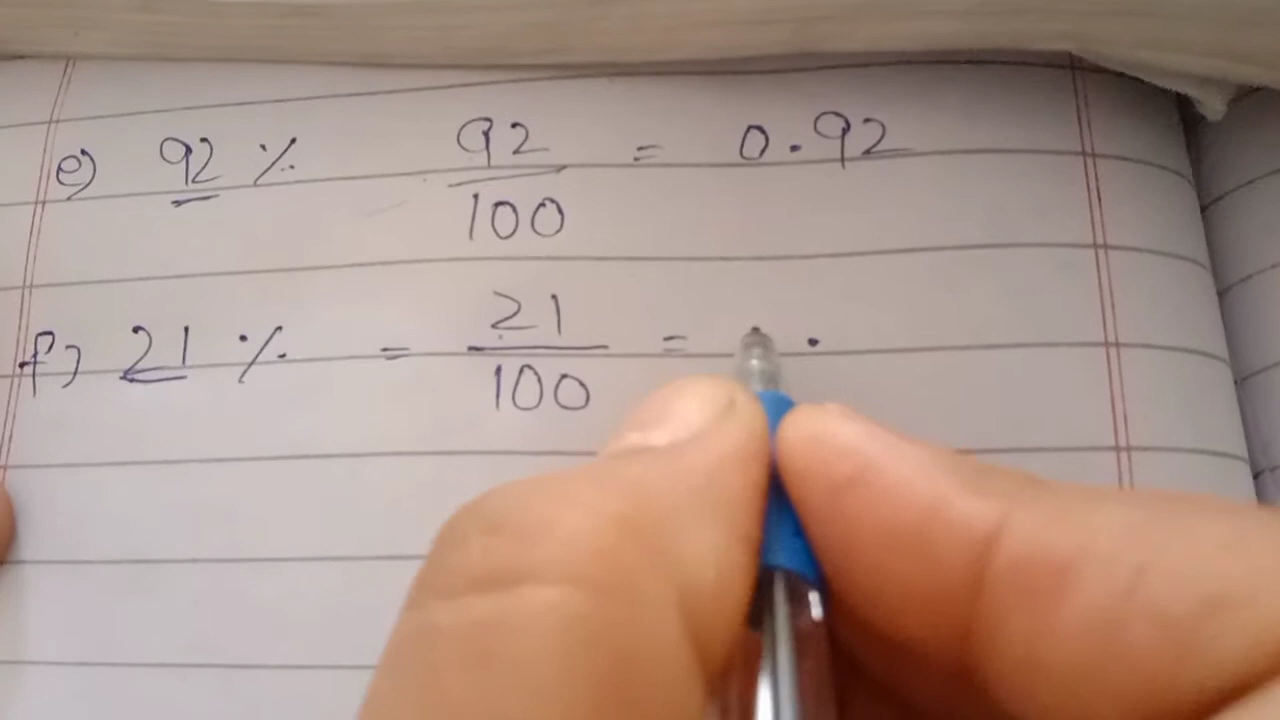 e) 92 % 92/100 = 0.92
f) 21 % = 21/100 = .